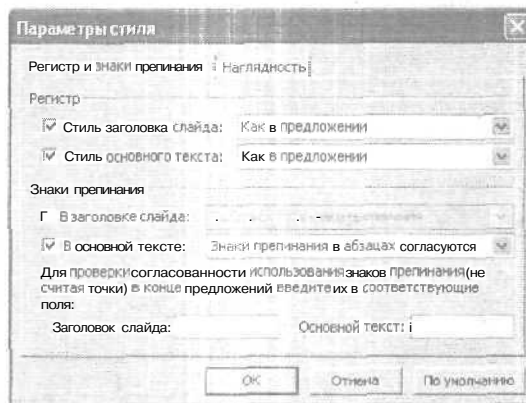 Параметры стиля
Регистр и знаки препинания Наглядность
Регистр
Стиль заголовка слайда: Как в предложении
Стиль основного текста: Как в предложении
Знаки препинания
В заголовке слайда:
В основной тексте: Знаки препинания в абзацах согласуются
Для проверки согласованности использования знаков препинания (не
считая точки) в конце предложений введите их в соответствующие
поля:
Заголовок слайда: Основной текст:
ОК Отмена По умолчанию